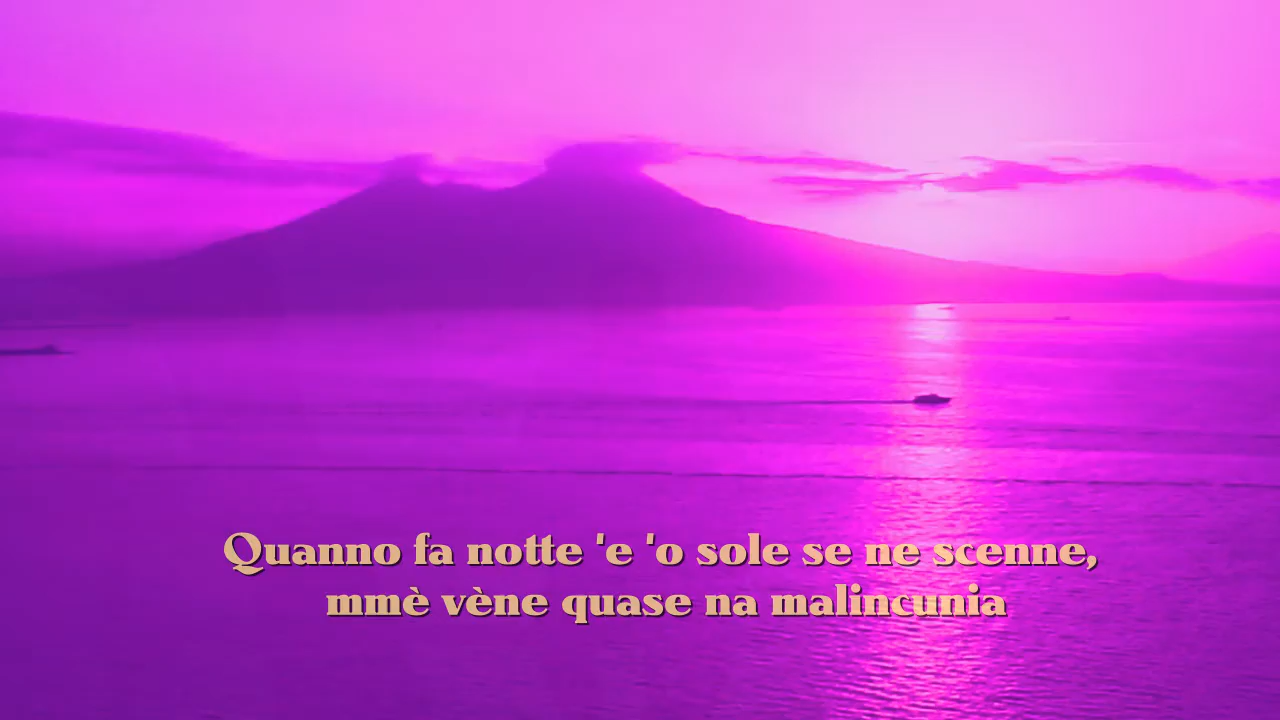 Quanno fa notte 'e 'o sole se ne scenne,
mmè vène quase na malincunia